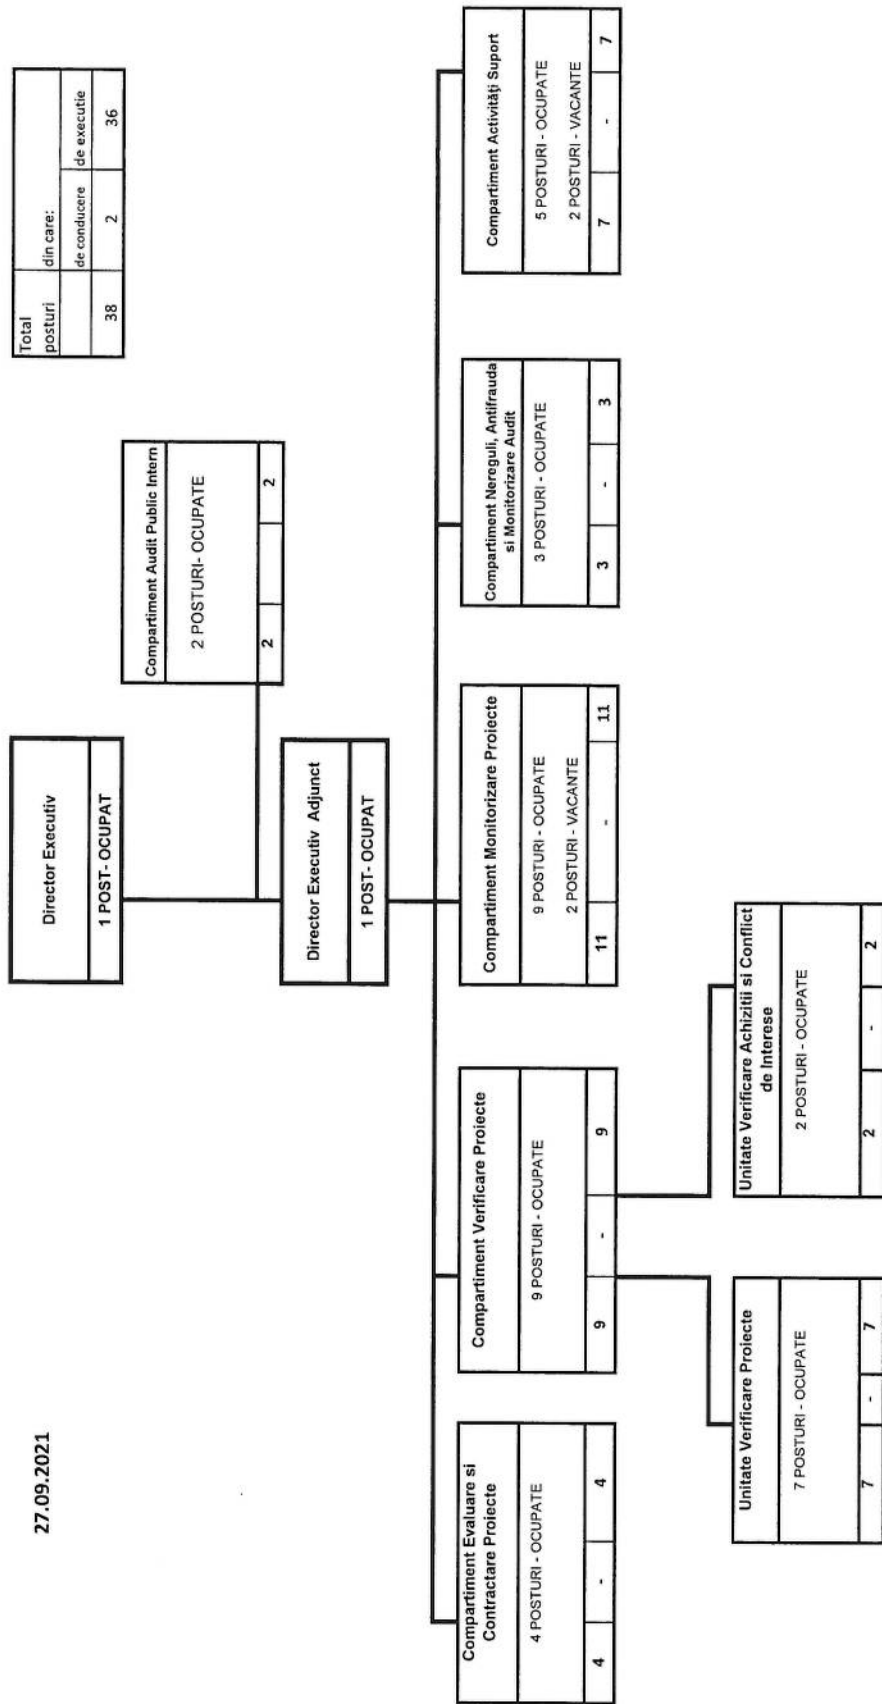 27.09.2021
Total posturi
din care:
de conducere
de executie
38
2
36
Director Executiv
1 POST- OCUPAT
Compartiment Audit Public Intern
2 POSTURI- OCUPATE
2
2
Director Executiv Adjunct
1 POST- OCUPAT
Compartiment Evaluare si
Contractare Proiecte
4 POSTURI - OCUPATE
4
-
4
Compartiment Verificare Proiecte
9 POSTURI - OCUPATE
9
-
9
Compartiment Monitorizare Proiecte
9 POSTURI - OCUPATE
2 POSTURI - VACANTE
11
-
11
Compartiment Nereguli, Antifrauda
si Monitorizare Audit
3 POSTURI - OCUPATE
3
-
3
Compartiment Activităţi Suport
5 POSTURI - OCUPATE
2 POSTURI - VACANTE
7
-
7
Unitate Verificare Proiecte
7 POSTURI - OCUPATE
7
-
7
Unitate Verificare Achizitii si Conflict
de Interese
2 POSTURI - OCUPATE
2
-
2